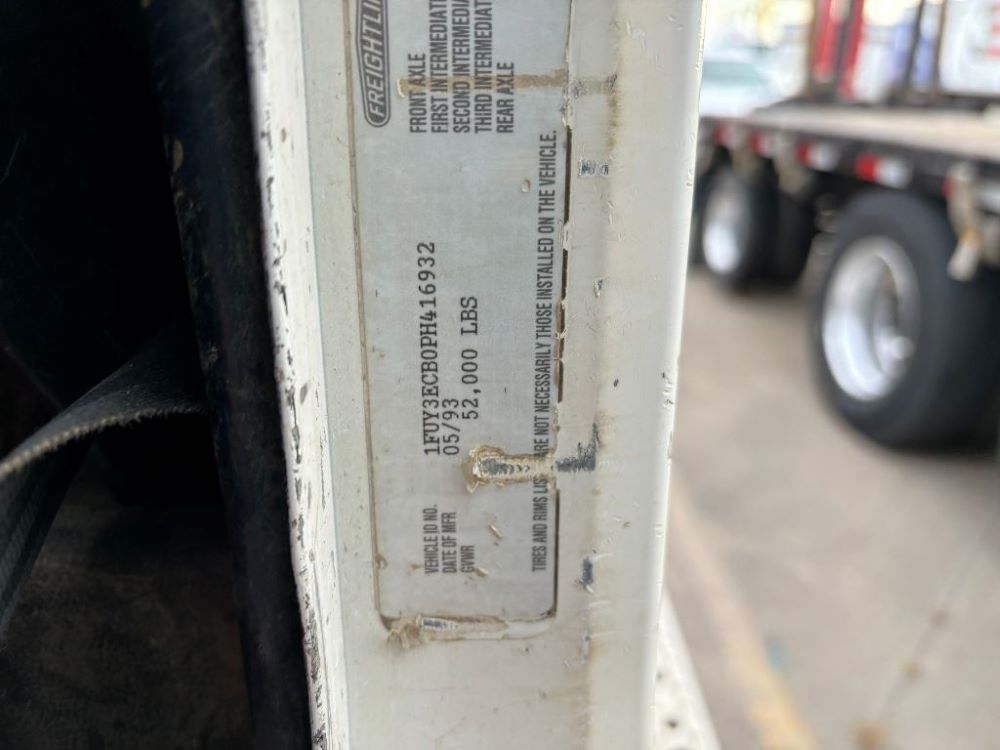 FREIGHTLI
FRONT AXLE
FIRST INTERMEDIAT
SECOND INTERMEDIA
THIRD INTERMEDIAT
REAR AXLE
VEHICLE ID NO. 1FUY3ECB0PH416932
DATE OF MFR 05/93
GVWR 52,000 LBS
TIRES AND RIMS LIS ARE NOT NECESSARILY THOSE INSTALLED ON THE VEHICLE.